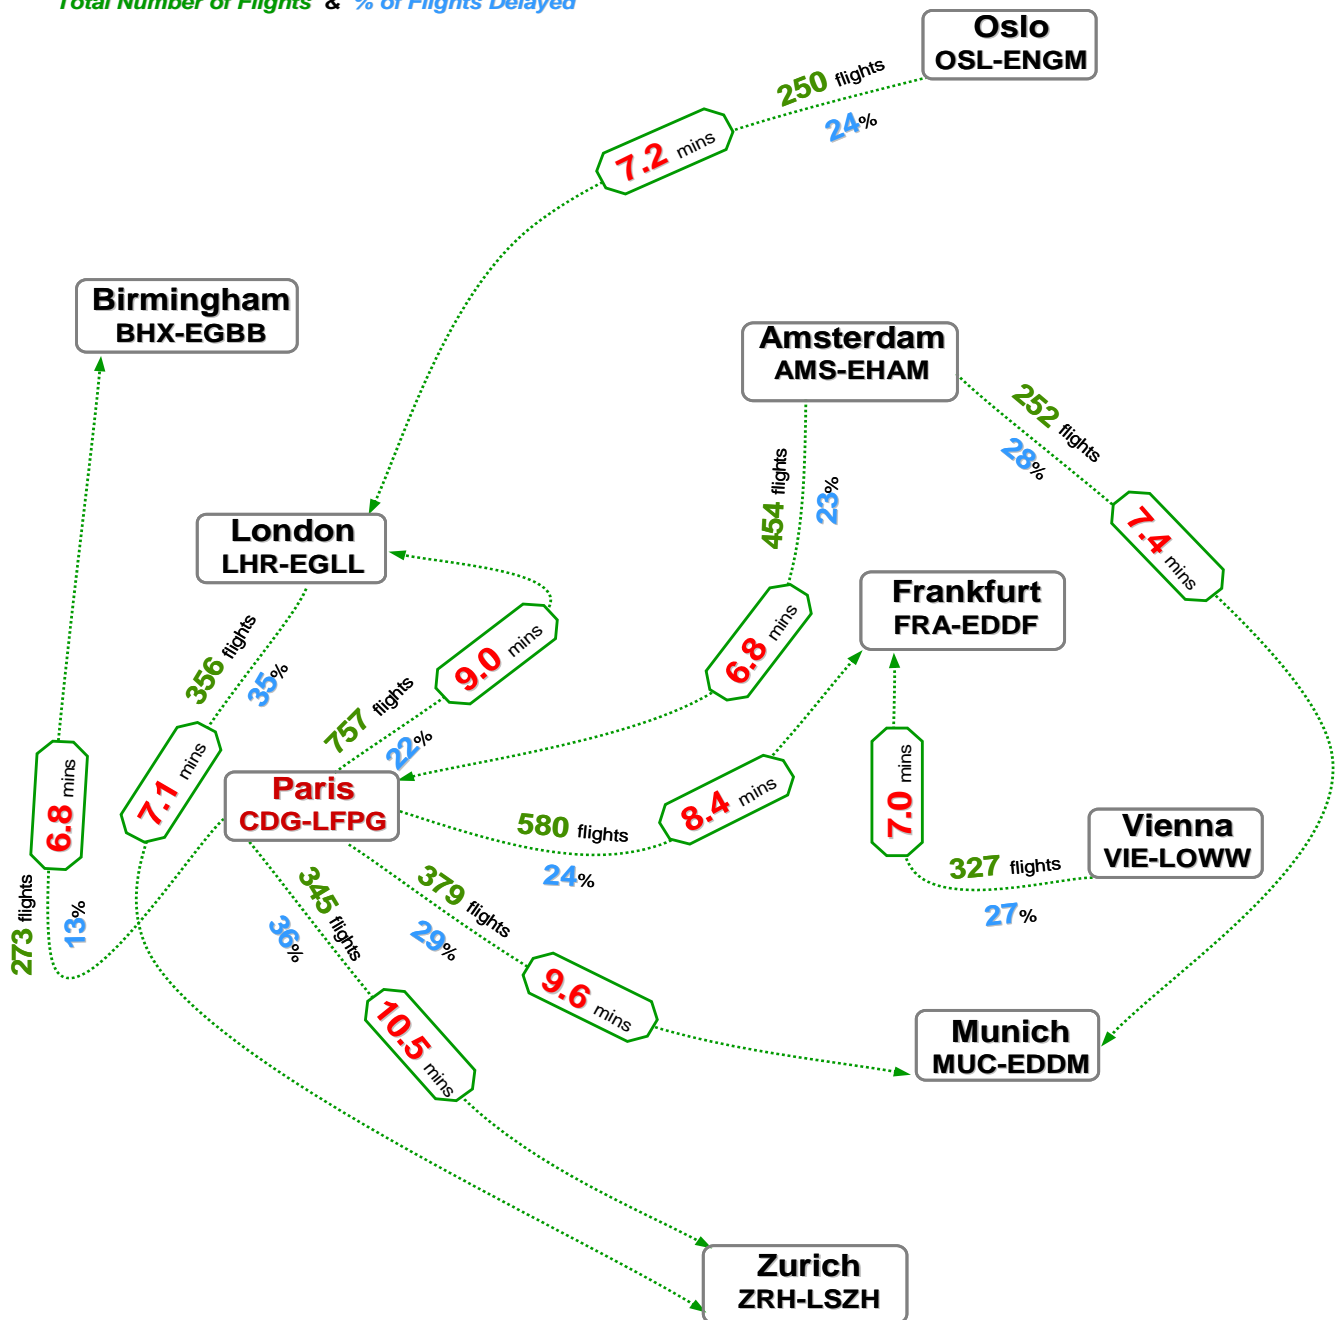 Total Number of Flights & % of Flights Delayed
Oslo
OSL-ENGM
250 flights
24%
7.2 mins
Birmingham
BHX-EGBB
Amsterdam
AMS-EHAM
252 flights
28%
7.4 mins
454 flights
23%
6.8 mins
London
LHR-EGLL
Frankfurt
FRA-EDDF
356 flights
35%
7.1 mins
9.0 mins
757 flights
22%
6.8 mins
273 flights
13%
Paris
CDG-LFPG
8.4 mins
580 flights
24%
7.0 mins
327 flights
27%
Vienna
VIE-LOWW
345 flights
36%
10.5 mins
379 flights
29%
9.6 mins
Munich
MUC-EDDM
Zurich
ZRH-LSZH